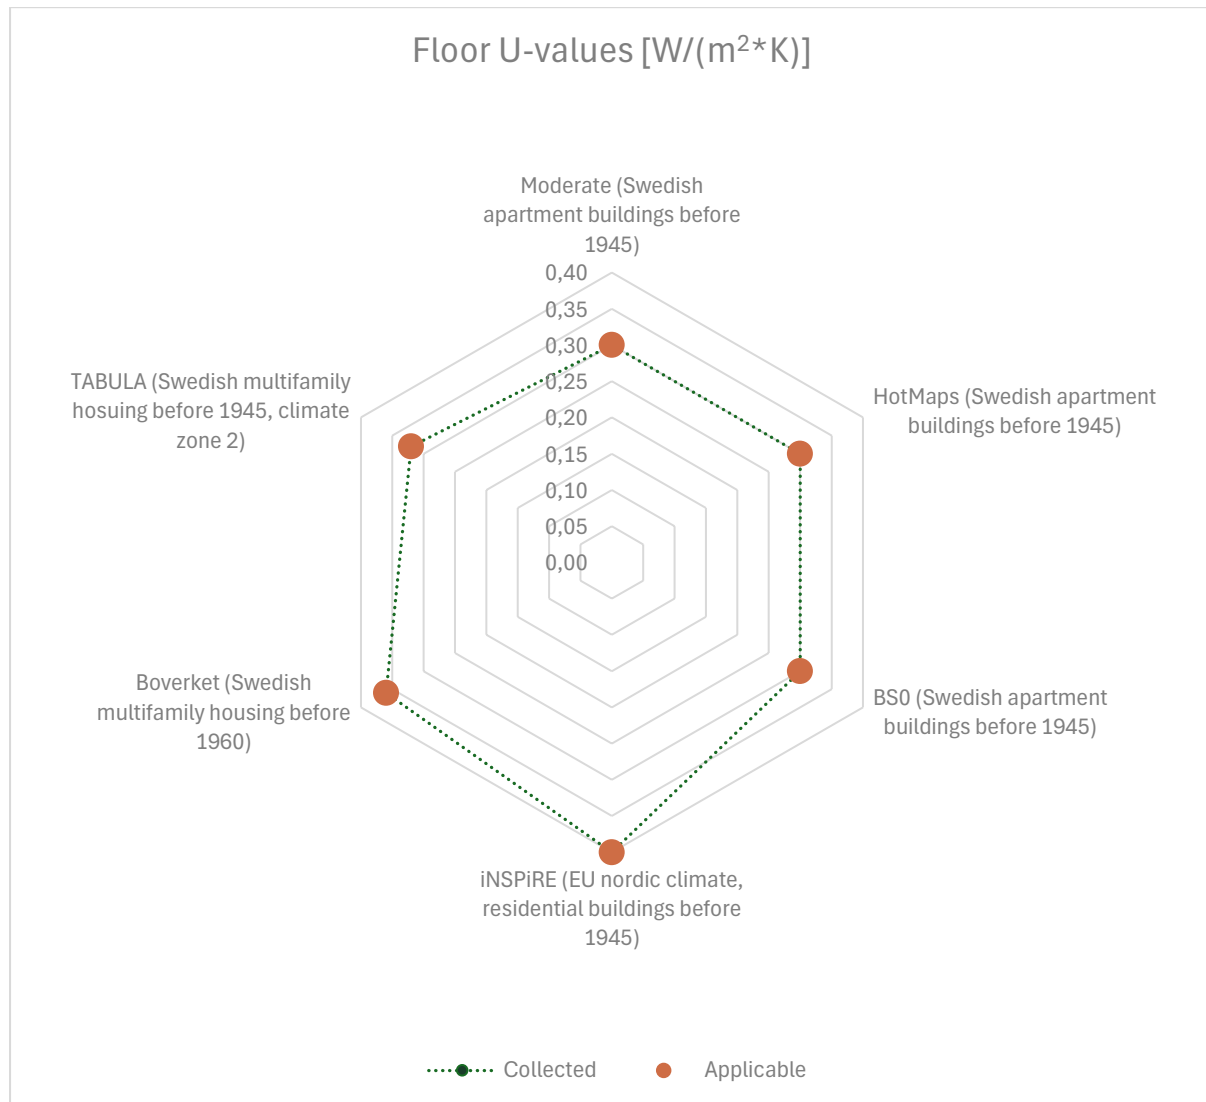 Floor U-values [W/(m²*K)]
Moderate (Swedish
apartment buildings before
1945)
0,40
0,35
0,30
0,25
0,20
0,15
0,10
0,05
0,00
HotMaps (Swedish apartment
buildings before 1945)
BS0 (Swedish apartment
buildings before 1945)
iNSPiRE (EU nordic climate,
residential buildings before
1945)
Boverket (Swedish
multifamily housing before
1960)
TABULA (Swedish multifamily
hosuing before 1945, climate
zone 2)
Collected
Applicable